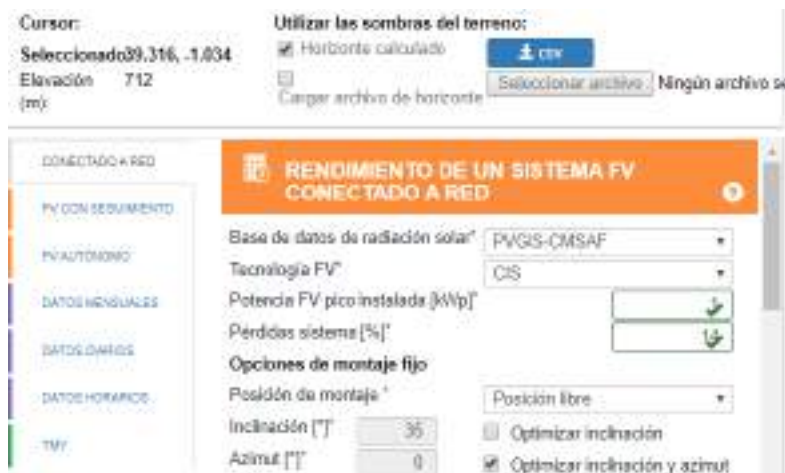 Cursor:
Utilizar las sombras del terreno:
Seleccionado39.316, -1.034
Horizonte calculado
csv
Elevación 712
(m):
Seleccionar archivo
Ningún archivo se
Cargar archivo de horizonte
CONECTADO A RED
RENDIMIENTO DE UN SISTEMA FV
CONECTADO A RED
FV CON SEGUIMIENTO
Base de datos de radiación solar*
PVGIS-CMSAF
FV AUTÓNOMO
Tecnología FV*
CIS
DATOS MENSUALES
Potencia FV pico instalada [kWp]*
Pérdidas sistema [%]*
DATOS DIARIOS
Opciones de montaje fijo
DATOS HORARIOS
Posición de montaje *
Posición libre
Inclinación [°]*
Optimizar inclinación
TMY
Azimut [°]*
0
Optimizar inclinación y azimut